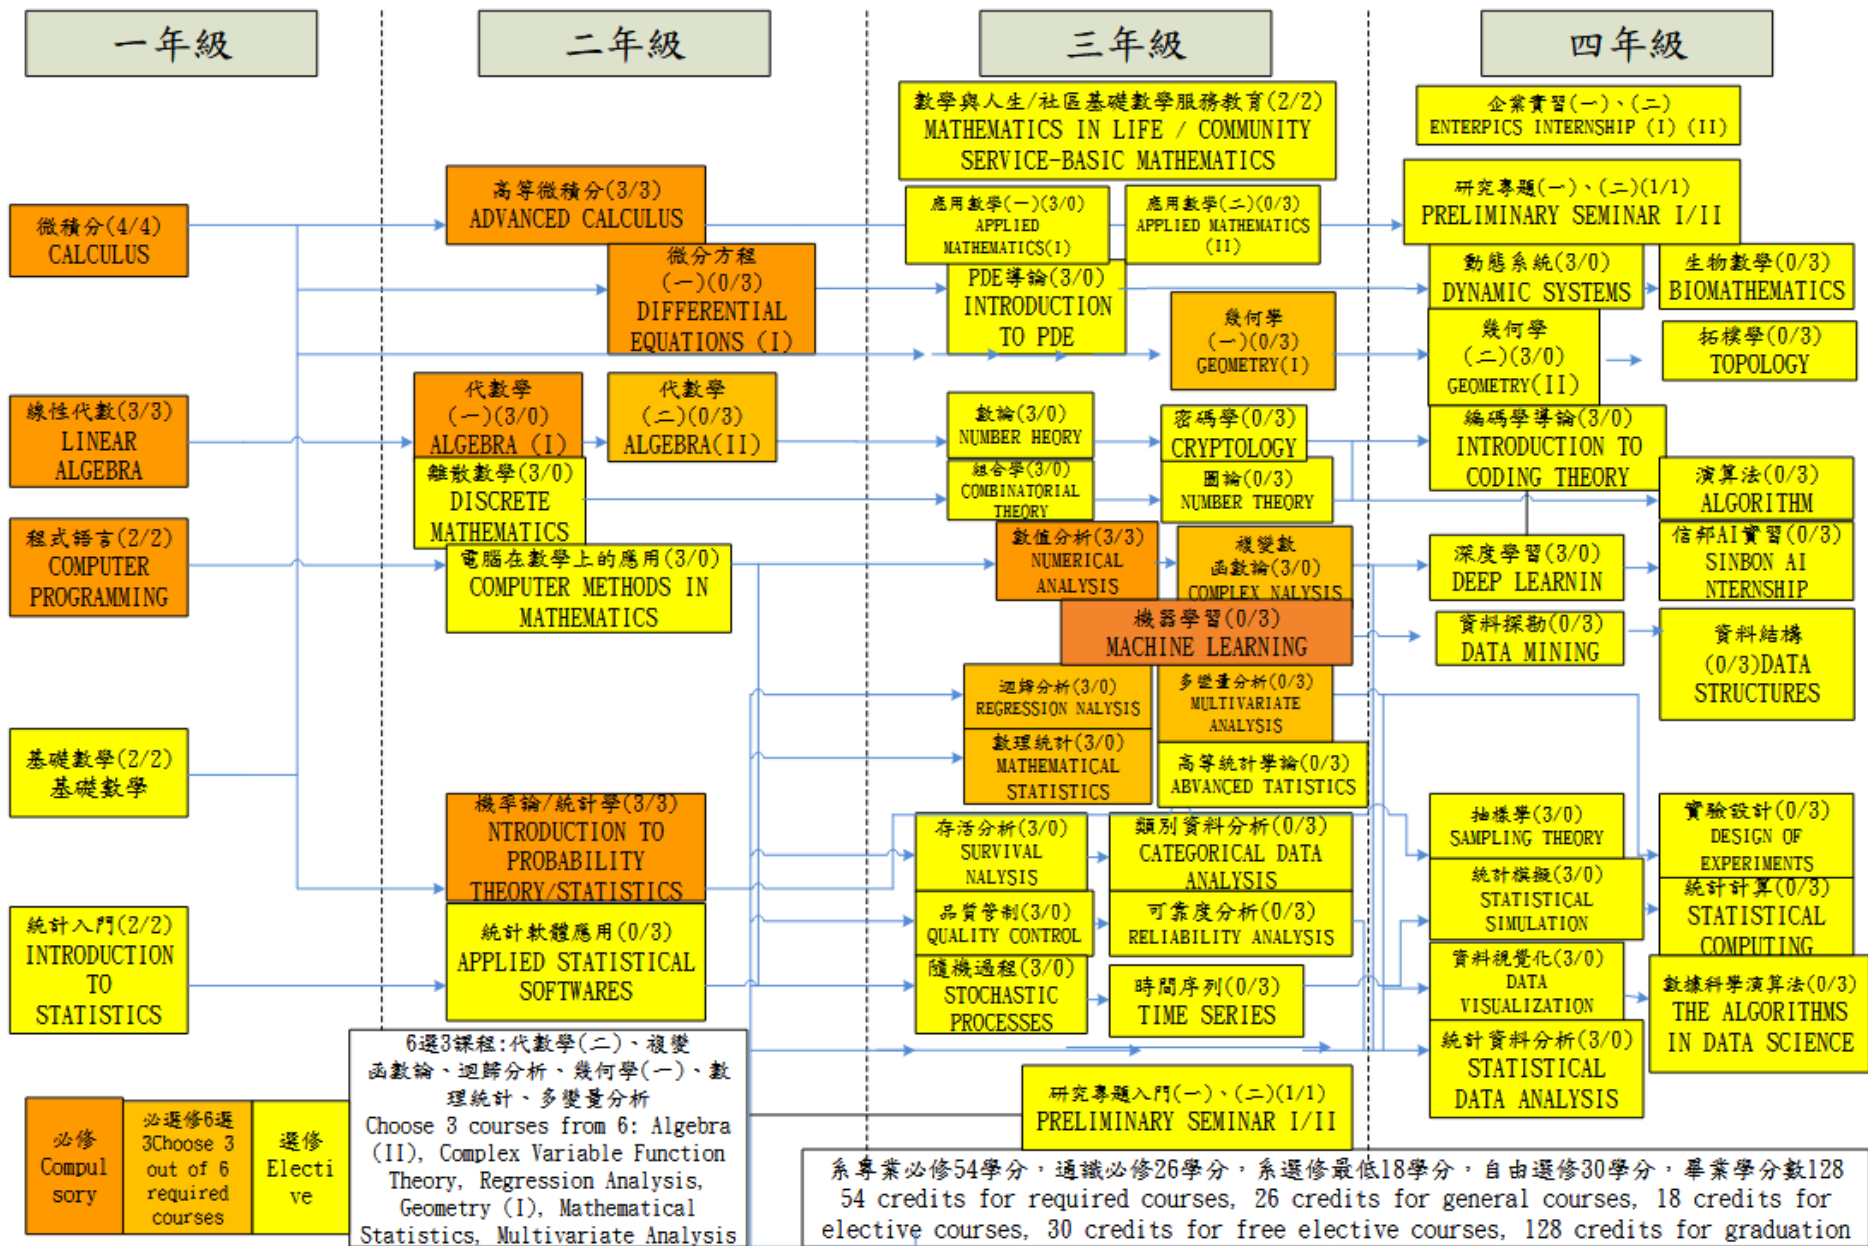 一年級
二年級
三年級
四年級
微積分(4/4)
CALCULUS
線性代數(3/3)
LINEAR
ALGEBRA
程式語言(2/2)
COMPUTER
PROGRAMMING
基礎數學(2/2)
基礎數學
統計入門(2/2)
INTRODUCTION
TO
STATISTICS
高等微積分(3/3)
ADVANCED CALCULUS
微分方程
(一)(0/3)
DIFFERENTIAL
EQUATIONS (I)
代數學
(一)(3/0)
ALGEBRA (I)
代數學
(二)(0/3)
ALGEBRA(II)
離散數學(3/0)
DISCRETE
MATHEMATICS
電腦在數學上的應用(3/0)
COMPUTER METHODS IN
MATHEMATICS
機率論/統計學(3/3)
NTRODUCTION TO
PROBABILITY
THEORY/STATISTICS
統計軟體應用(0/3)
APPLIED STATISTICAL
SOFTWARES
數學與人生/社區基礎數學服務教育(2/2)
MATHEMATICS IN LIFE / COMMUNITY
SERVICE-BASIC MATHEMATICS
應用數學(一)(3/0)
APPLIED
MATHEMATICS(I)
應用數學(二)(0/3)
APPLIED MATHEMATICS
(II)
PDE導論(3/0)
INTRODUCTION
TO PDE
幾何學
(一)(0/3)
GEOMETRY(I)
數論(3/0)
NUMBER HEORY
密碼學(0/3)
CRYPTOLOGY
組合學(3/0)
COMBINATORIAL
THEORY
圖論(0/3)
NUMBER THEORY
數值分析(3/3)
NUMERICAL
ANALYSIS
複變數
函數論(3/0)
COMPLEX NALYSIS
機器學習(0/3)
MACHINE LEARNING
迴歸分析(3/0)
REGRESSION NALYSIS
多變量分析(0/3)
MULTIVARIATE
ANALYSIS
數理統計(3/0)
MATHEMATICAL
STATISTICS
高等統計學論(0/3)
ABVANCED TATISTICS
存活分析(3/0)
SURVIVAL
NALYSIS
類別資料分析(0/3)
CATEGORICAL DATA
ANALYSIS
品質管制(3/0)
QUALITY CONTROL
可靠度分析(0/3)
RELIABILITY ANALYSIS
隨機過程(3/0)
STOCHASTIC
PROCESSES
時間序列(0/3)
TIME SERIES
研究專題入門(一)、(二)(1/1)
PRELIMINARY SEMINAR I/II
企業實習(一)、(二)
ENTERPICS INTERNSHIP (I) (II)
研究專題(一)、(二)(1/1)
PRELIMINARY SEMINAR I/II
動態系統(3/0)
DYNAMIC SYSTEMS
生物數學(0/3)
BIOMATHEMATICS
幾何學
(二)(3/0)
GEOMETRY(II)
拓樸學(0/3)
TOPOLOGY
編碼學導論(3/0)
INTRODUCTION TO
CODING THEORY
演算法(0/3)
ALGORITHM
深度學習(3/0)
DEEP LEARNIN
信邦AI實習(0/3)
SINBON AI
NTERNSHIP
資料探勘(0/3)
DATA MINING
資料結構
(0/3)DATA
STRUCTURES
抽樣學(3/0)
SAMPLING THEORY
實驗設計(0/3)
DESIGN OF
EXPERIMENTS
統計模擬(3/0)
STATISTICAL
SIMULATION
統計計算(0/3)
STATISTICAL
COMPUTING
資料視覺化(3/0)
DATA
VISUALIZATION
數據科學演算法(0/3)
THE ALGORITHMS
IN DATA SCIENCE
統計資料分析(3/0)
STATISTICAL
DATA ANALYSIS
必修
Compul
sory
必選修6選
3Choose 3
out of 6
required
courses
選修
Electi
ve
6選3課程:代數學(二)、複變
函數論、迴歸分析、幾何學(一)、數
理統計、多變量分析
Choose 3 courses from 6: Algebra
(II), Complex Variable Function
Theory, Regression Analysis,
Geometry (I), Mathematical
Statistics, Multivariate Analysis
系專業必修54學分，通識必修26學分，系選修最低18學分，自由選修30學分，畢業學分數128
54 credits for required courses, 26 credits for general courses, 18 credits for
elective courses, 30 credits for free elective courses, 128 credits for graduation